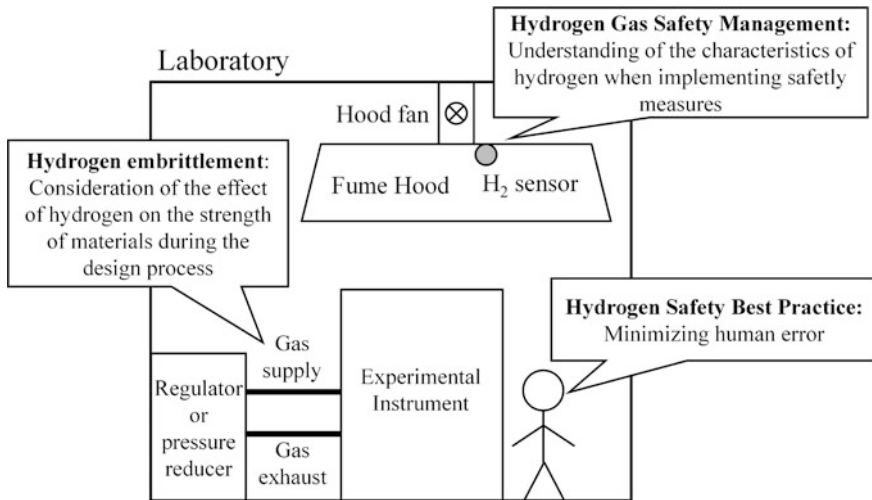 Hydrogen Gas Safety Management:
Understanding of the characteristics of
hydrogen when implementing safetly
measures
Laboratory
Hood fan
Fume Hood
H₂ sensor
Hydrogen embrittlement:
Consideration of the effect
of hydrogen on the strength
of materials during the
design process
Hydrogen Safety Best Practice:
Minimizing human error
Gas
supply
Regulator
or
pressure
reducer
Experimental
Instrument
Gas
exhaust